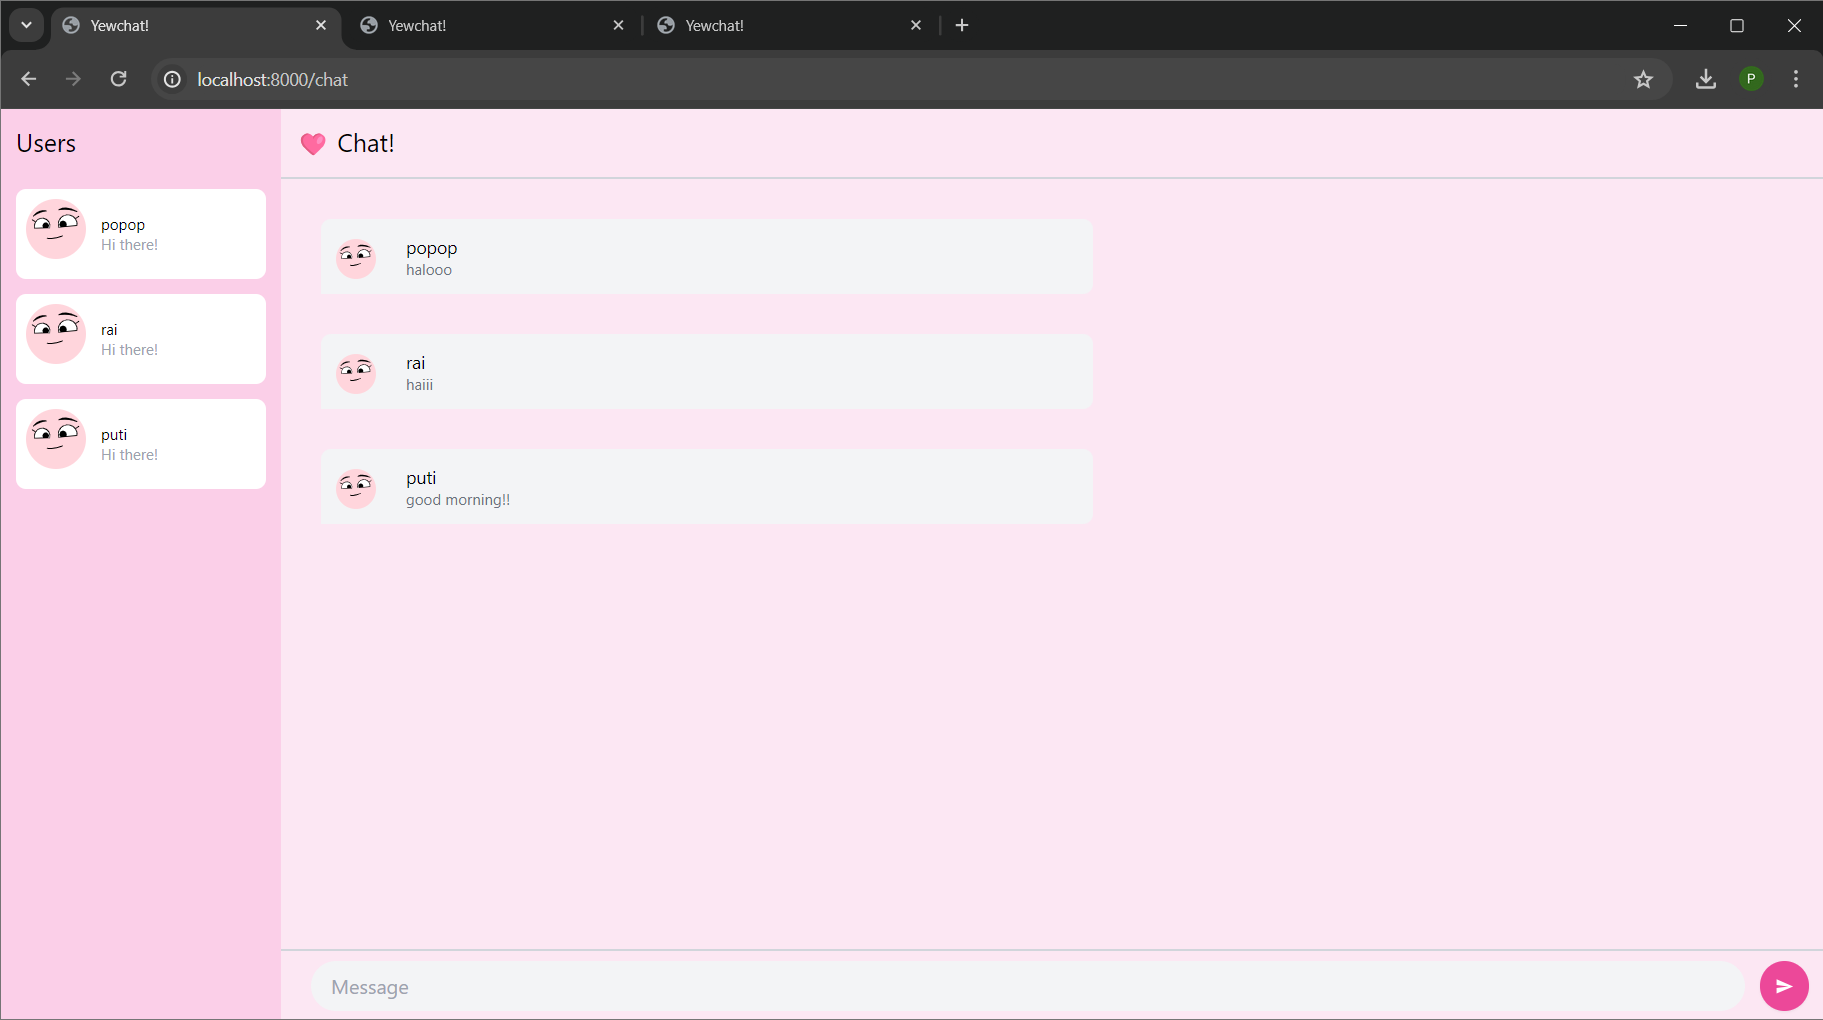 Yewchat!
Yewchat!
Yewchat!
localhost:8000/chat
P
Users
popop
Hi there!
rai
Hi there!
puti
Hi there!
Chat!
popop
halooo
rai
haiii
puti
good morning!!
Message